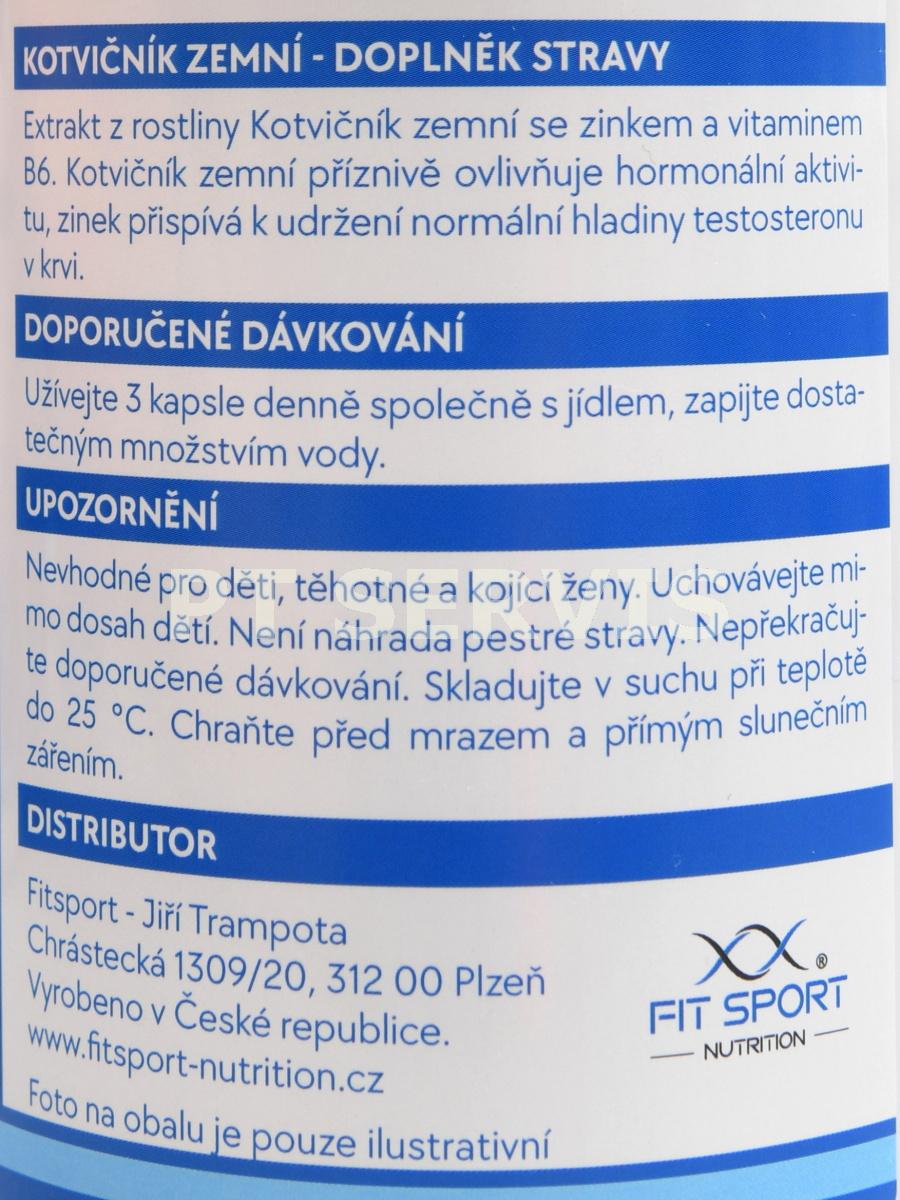 KOTVIČNÍK ZEMNÍ - DOPLNĚK STRAVY
Extrakt z rostliny Kotvičník zemní se zinkem a vitaminem
B6. Kotvičník zemní příznivě ovlivňuje hormonální aktivi-
tu, zinek přispívá k udržení normální hladiny testosteronu
v krvi.
DOPORUČENÉ DÁVKOVÁNÍ
Užívejte 3 kapsle denně společně s jídlem, zapijte dosta-
tečným množstvím vody.
UPOZORNĚNÍ
Nevhodné pro děti, těhotné a kojící ženy. Uchovávejte mi-
mo dosah dětí. Není náhrada pestré stravy. Nepřekračuj-
te doporučené dávkování. Skladujte v suchu při teplotě
do 25 °C. Chraňte před mrazem a přímým slunečním
zářením.
PT SERVIS
DISTRIBUTOR
Fitsport - Jiří Trampota
Chrástecká 1309/20, 312 00 Plzeň
Vyrobeno v České republice.
www.fitsport-nutrition.cz
Foto na obalu je pouze ilustrativní
®
FIT SPORT
NUTRITION